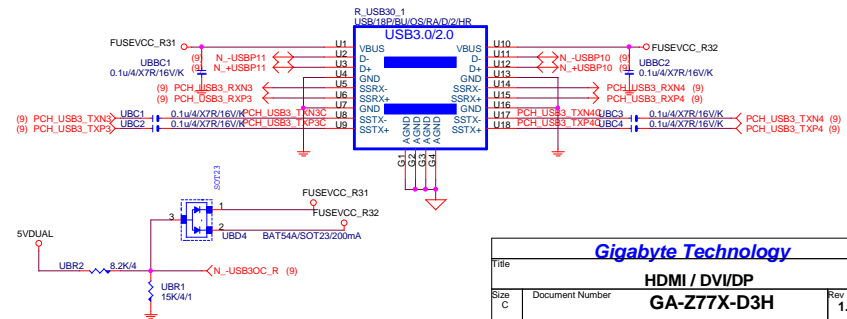 R_USB30_1
USB/18P/BU/OS/RA/D/2/HR
USB3.0/2.0
FUSEVCC_R31
FUSEVCC_R32
U1 VBUS VBUS U10
(9) N_-USBP11 U2 D- D- U11 N_-USBP10 (9)
(9) N_+USBP11 U3 D+ D+ U12 N_+USBP10 (9)
UBBC1
0.1u/4/X7R/16V/K
UBBC2
0.1u/4/X7R/16V/K
U4 GND GND U13
(9) PCH_USB3_RXN3 U5 SSRX- SSRX- U14 PCH_USB3_RXN4 (9)
(9) PCH_USB3_RXP3 U6 SSRX+ SSRX+ U15 PCH_USB3_RXP4 (9)
U7 GND GND U16
(9) PCH_USB3_TXN3 UBC1 0.1u/4/X7R/16V/K PCH_USB3_TXN3C U8 SSTX- SSTX- U17 PCH_USB3_TXN4C UBC3 0.1u/4/X7R/16V/K PCH_USB3_TXN4 (9)
(9) PCH_USB3_TXP3 UBC2 0.1u/4/X7R/16V/K PCH_USB3_TXP3C U9 SSTX+ SSTX+ U18 PCH_USB3_TXP4C UBC4 0.1u/4/X7R/16V/K PCH_USB3_TXP4 (9)
AGND AGND AGND AGND
G1 G2 G3 G4
SOT23
FUSEVCC_R31
1
FUSEVCC_R32
3
2
UBD4 BAT54A/SOT23/200mA
5VDUAL
UBR2 8.2K/4
N_-USB3OC_R (9)
UBR1
15K/4/1
Gigabyte Technology
Title
HDMI / DVI/DP
Size
C
Document Number
GA-Z77X-D3H
Rev
1.